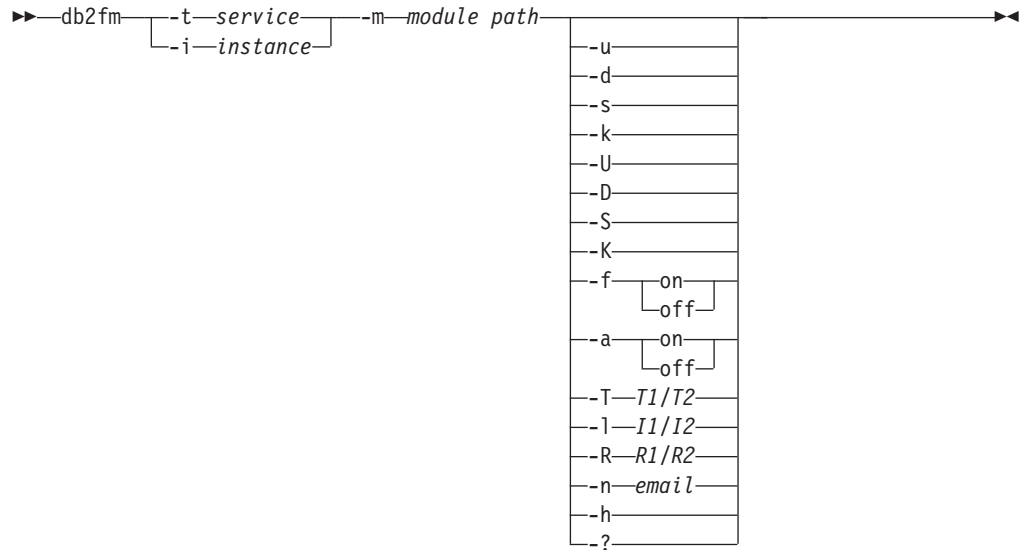 db2fm -t service -m module path
-i instance
-u
-d
-s
-k
-U
-D
-S
-K
-f on
off
-a on
off
-T T1/T2
-l I1/I2
-R R1/R2
-n email
-h
-?